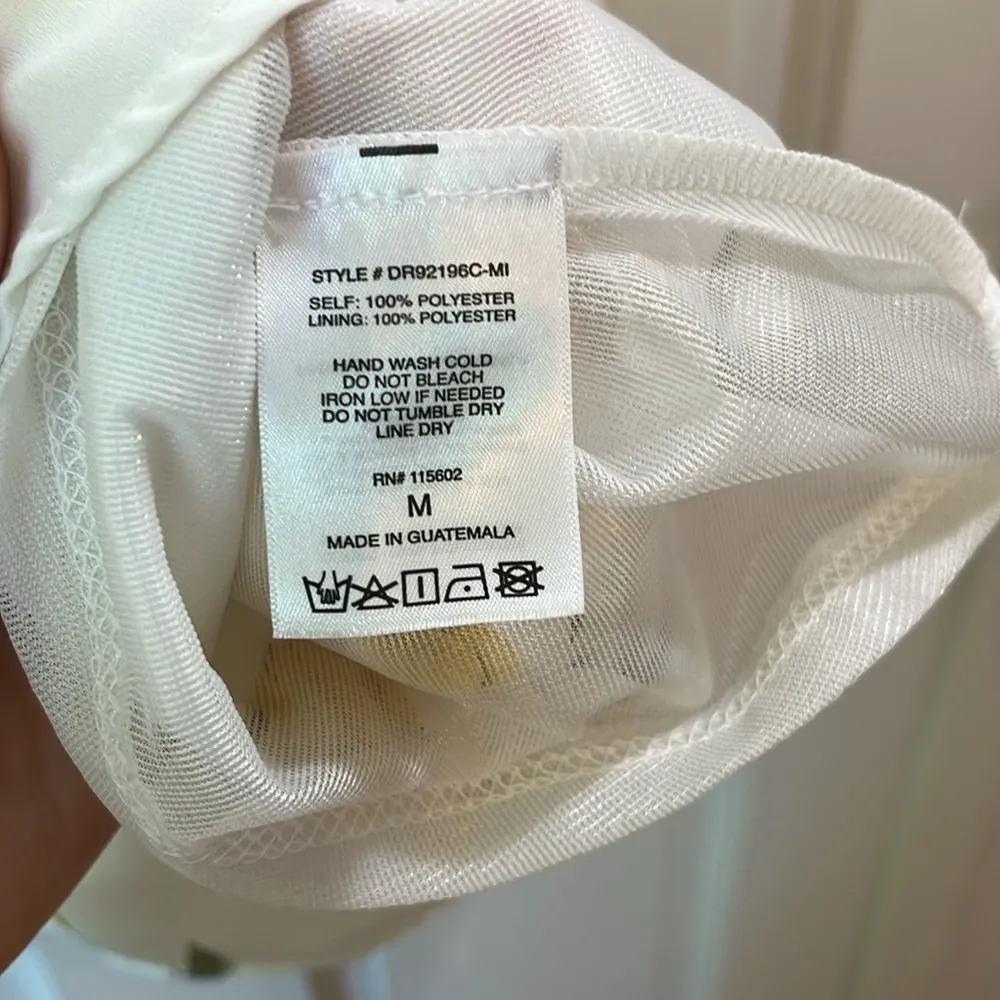 STYLE # DR92196C-MI
SELF: 100% POLYESTER
LINING: 100% POLYESTER
HAND WASH COLD
DO NOT BLEACH
IRON LOW IF NEEDED
DO NOT TUMBLE DRY
LINE DRY
RN# 115602
M
MADE IN GUATEMALA